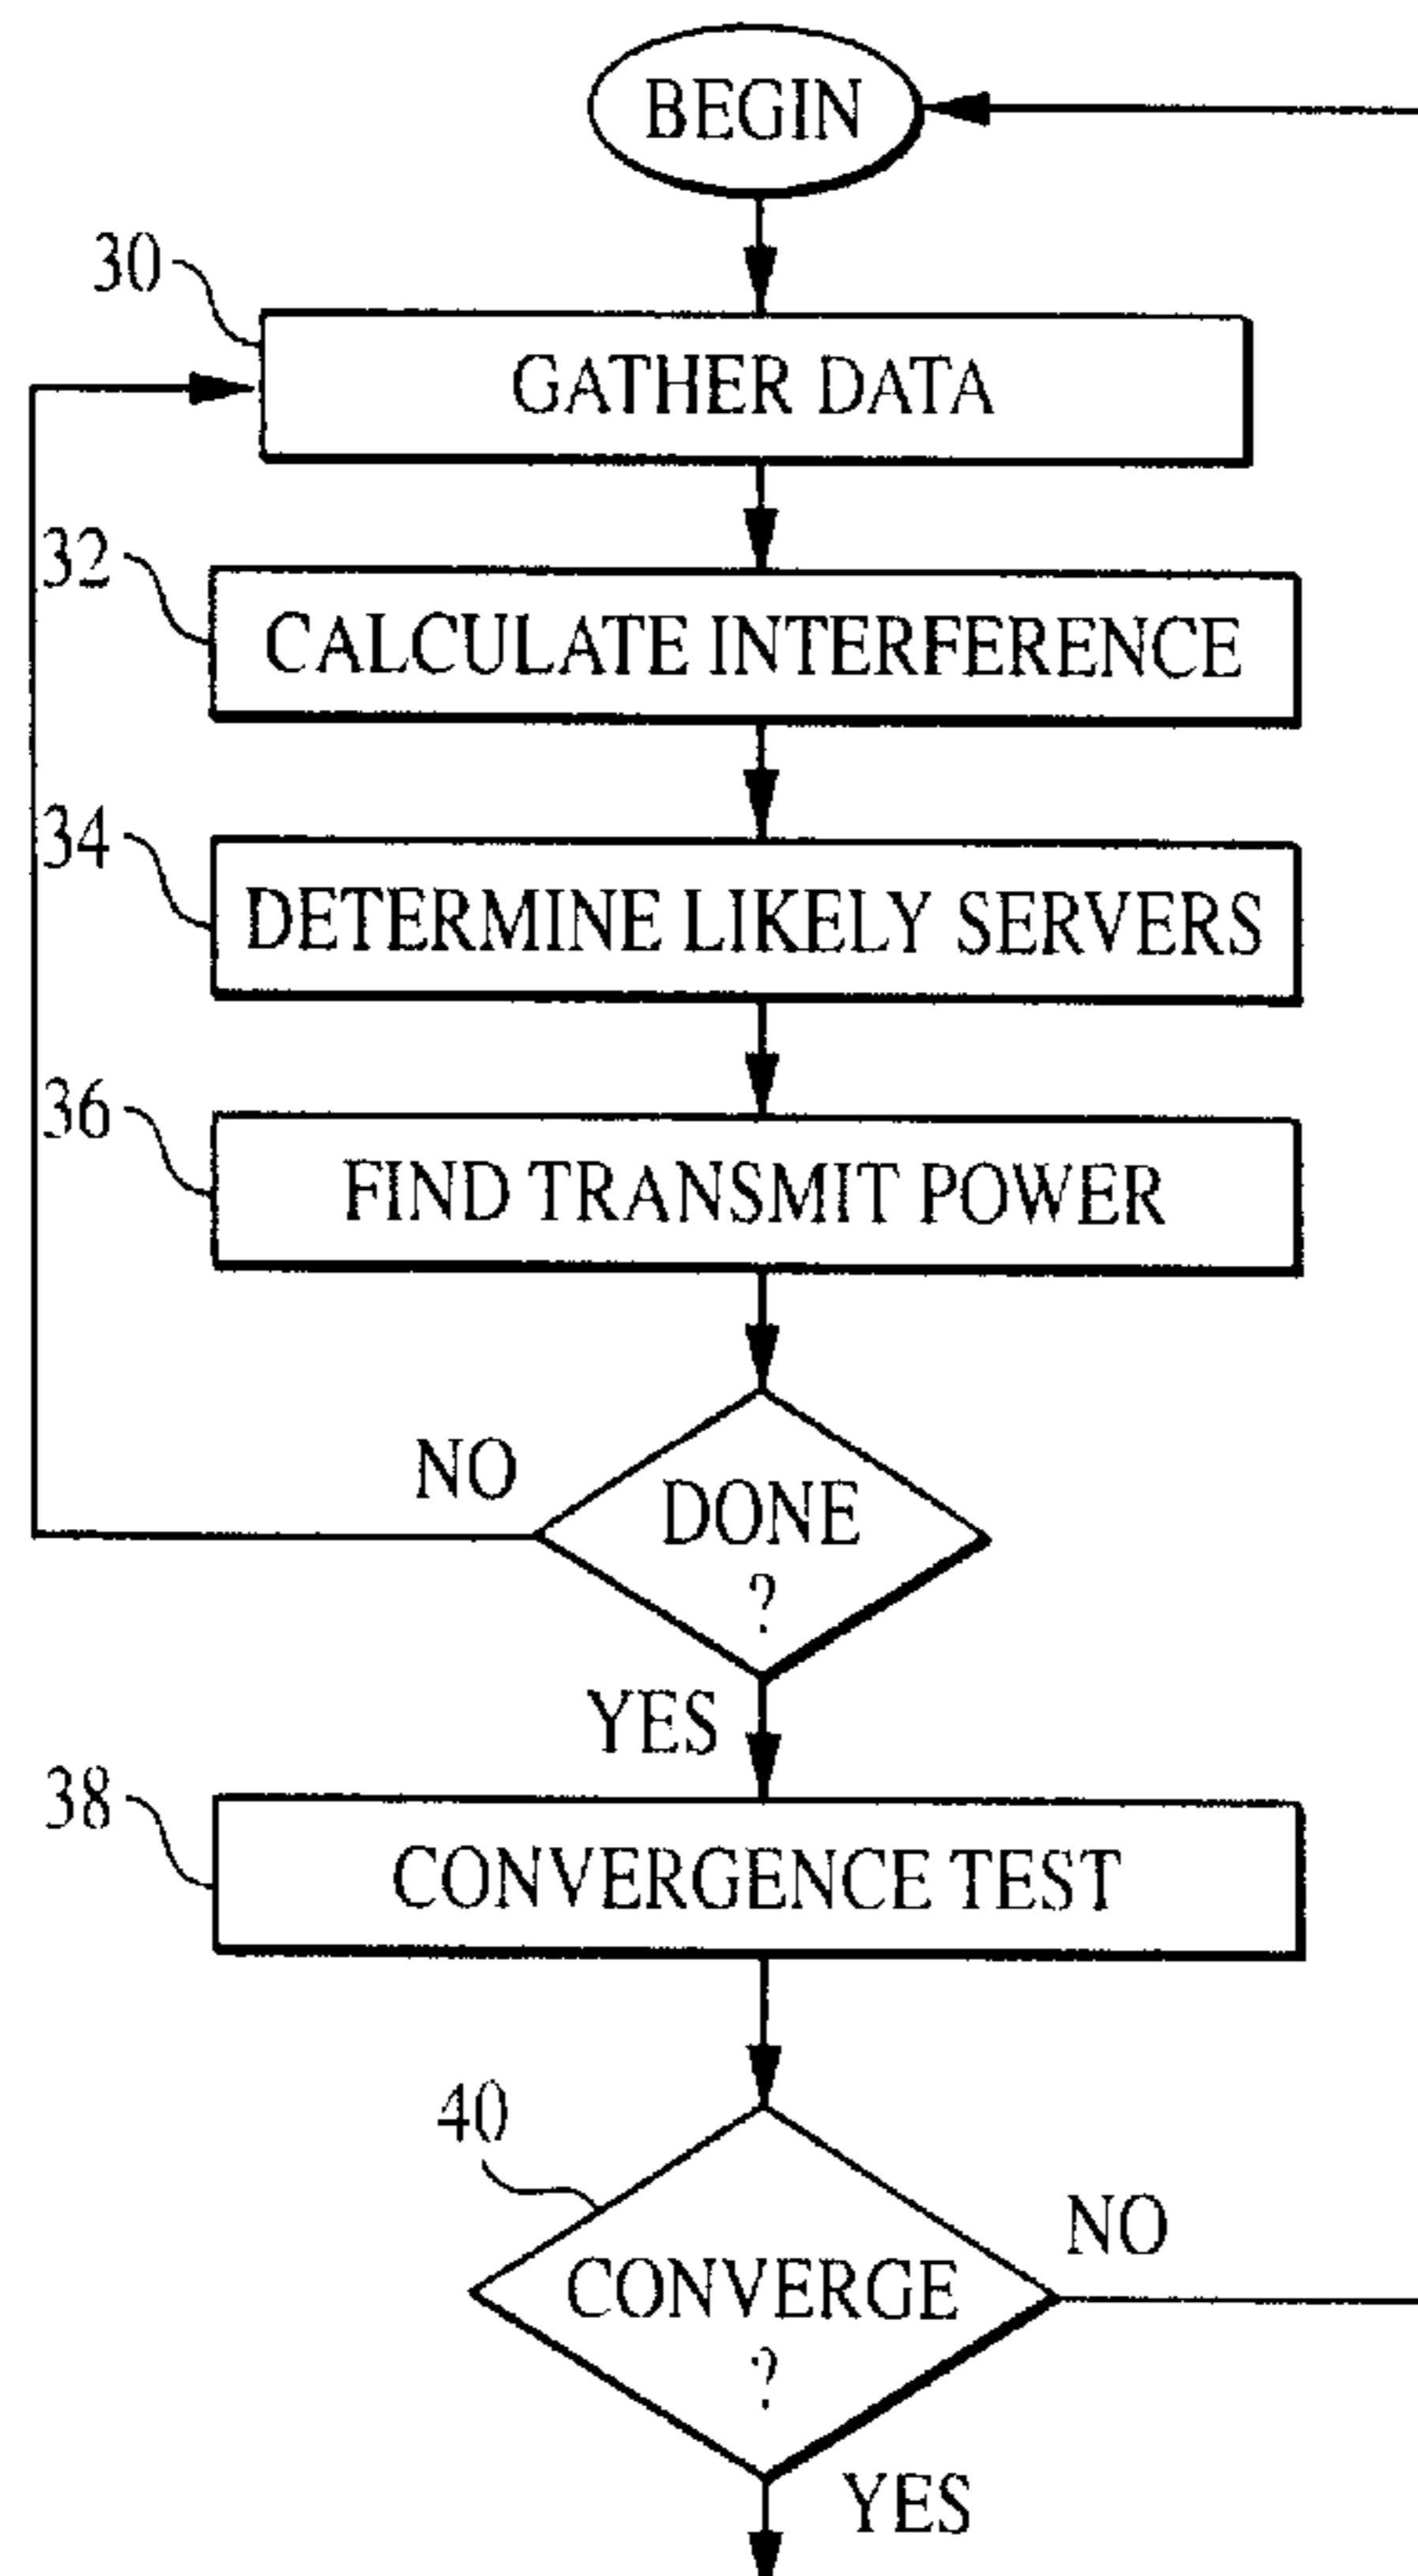 BEGIN
30
GATHER DATA
32
CALCULATE INTERFERENCE
34
DETERMINE LIKELY SERVERS
36
FIND TRANSMIT POWER
NO
DONE
?
YES
38
CONVERGENCE TEST
40
NO
CONVERGE
?
YES